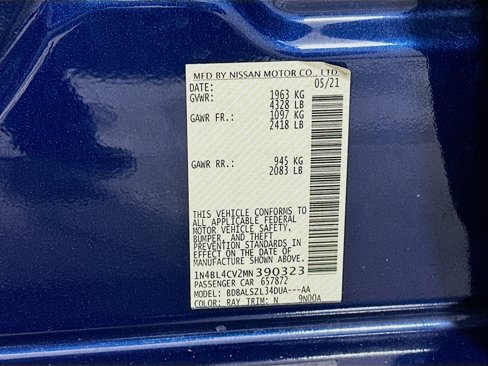 MFD BY NISSAN MOTOR CO., LTD.
DATE: 05/21
GVWR: 1963 KG
4328 LB
GAWR FR.: 1097 KG
2418 LB
GAWR RR.: 945 KG
2083 LB
THIS VEHICLE CONFORMS TO
ALL APPLICABLE FEDERAL
MOTOR VEHICLE SAFETY,
BUMPER, AND THEFT
PREVENTION STANDARDS IN
EFFECT ON THE DATE OF
MANUFACTURE SHOWN ABOVE.
1N4BL4CV2MN390323
PASSENGER CAR 657872
MODEL: BDBALSZL34DUA---AA
COLOR: RAY TRIM: N 9N00A